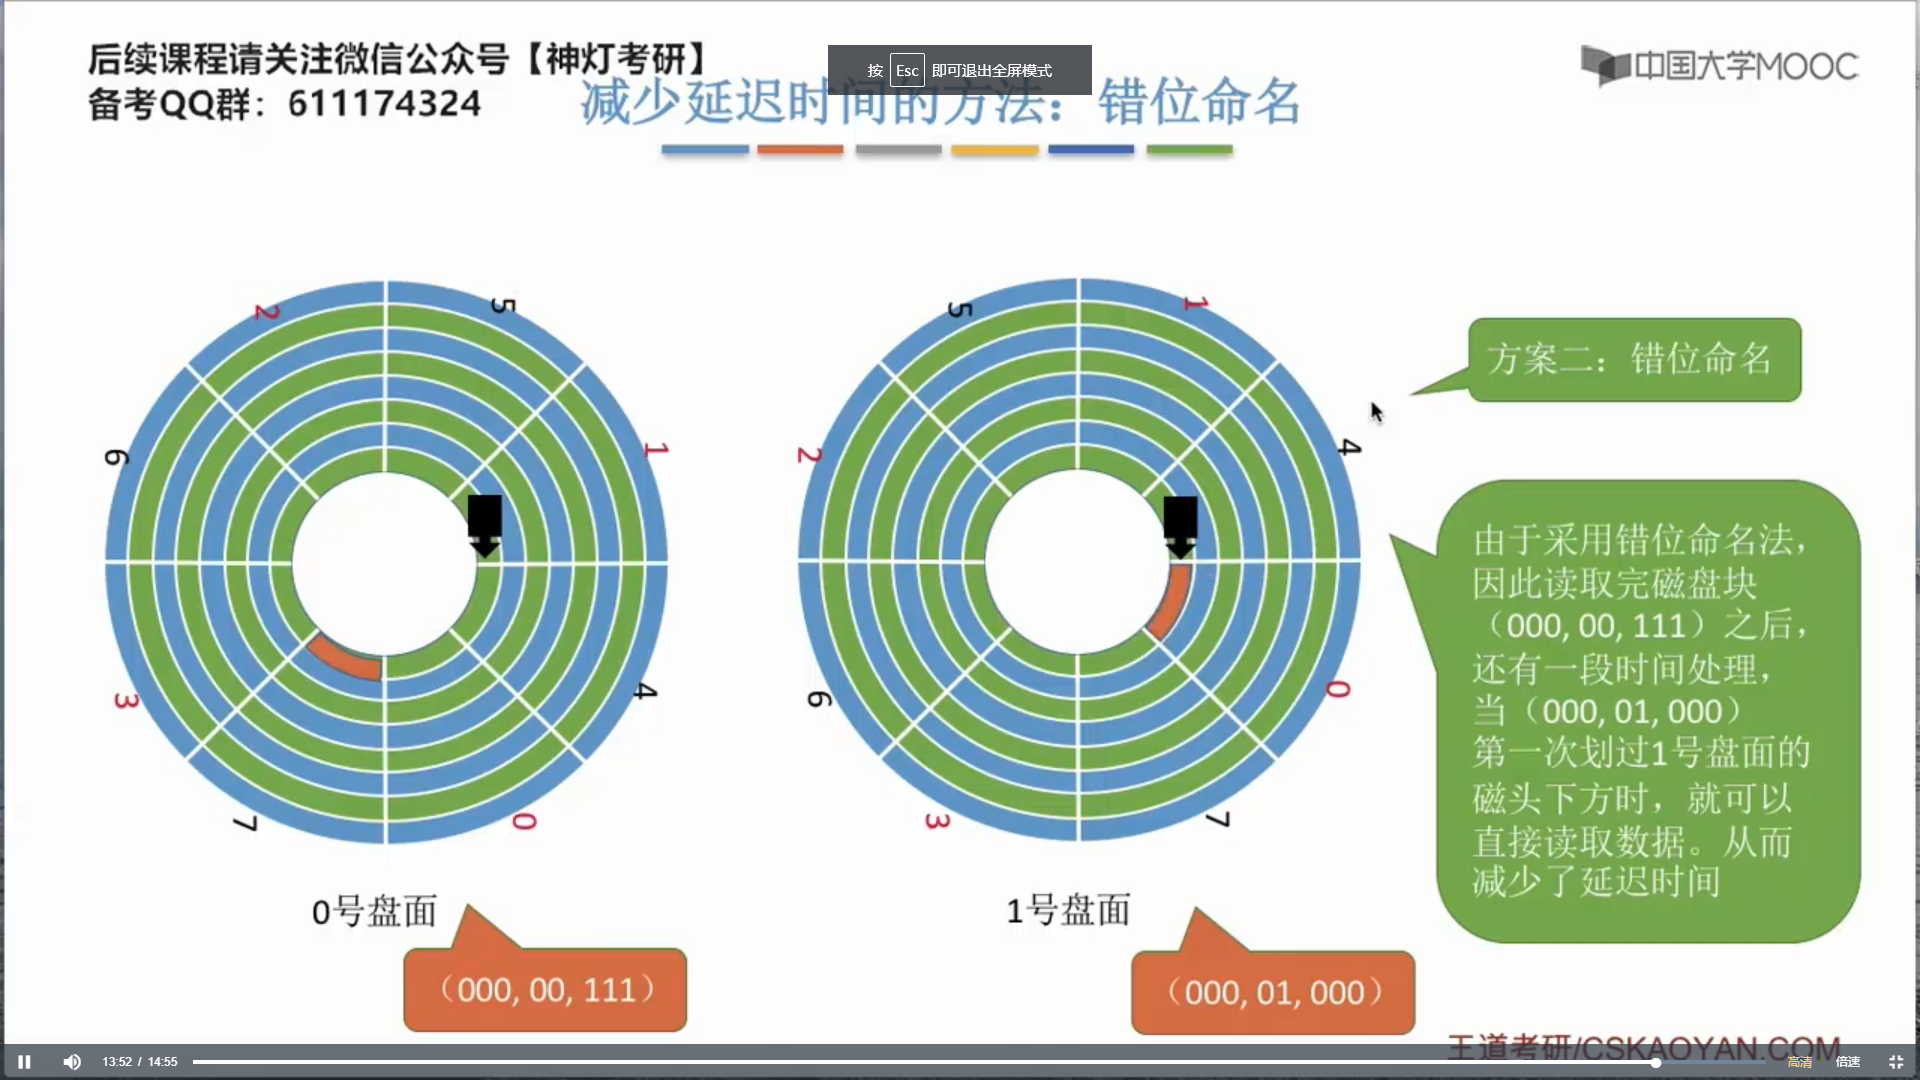 后续课程请关注微信公众号【神灯考研】
备考QQ群：611174324
按 Esc 即可退出全屏模式
中国大学MOOC
减少延迟时间的方法：错位命名
2
5
1
4
0
7
3
6
5
1
4
0
7
3
6
2
方案二：错位命名
由于采用错位命名法，
因此读取完磁盘块
（000, 00, 111）之后，
还有一段时间处理，
当（000, 01, 000）
第一次划过1号盘面的
磁头下方时，就可以
直接读取数据。从而
减少了延迟时间
0号盘面
1号盘面
（000, 00, 111）
（000, 01, 000）
王道考研/CSKAOYAN.COM
13:52 / 14:55
高清
倍速